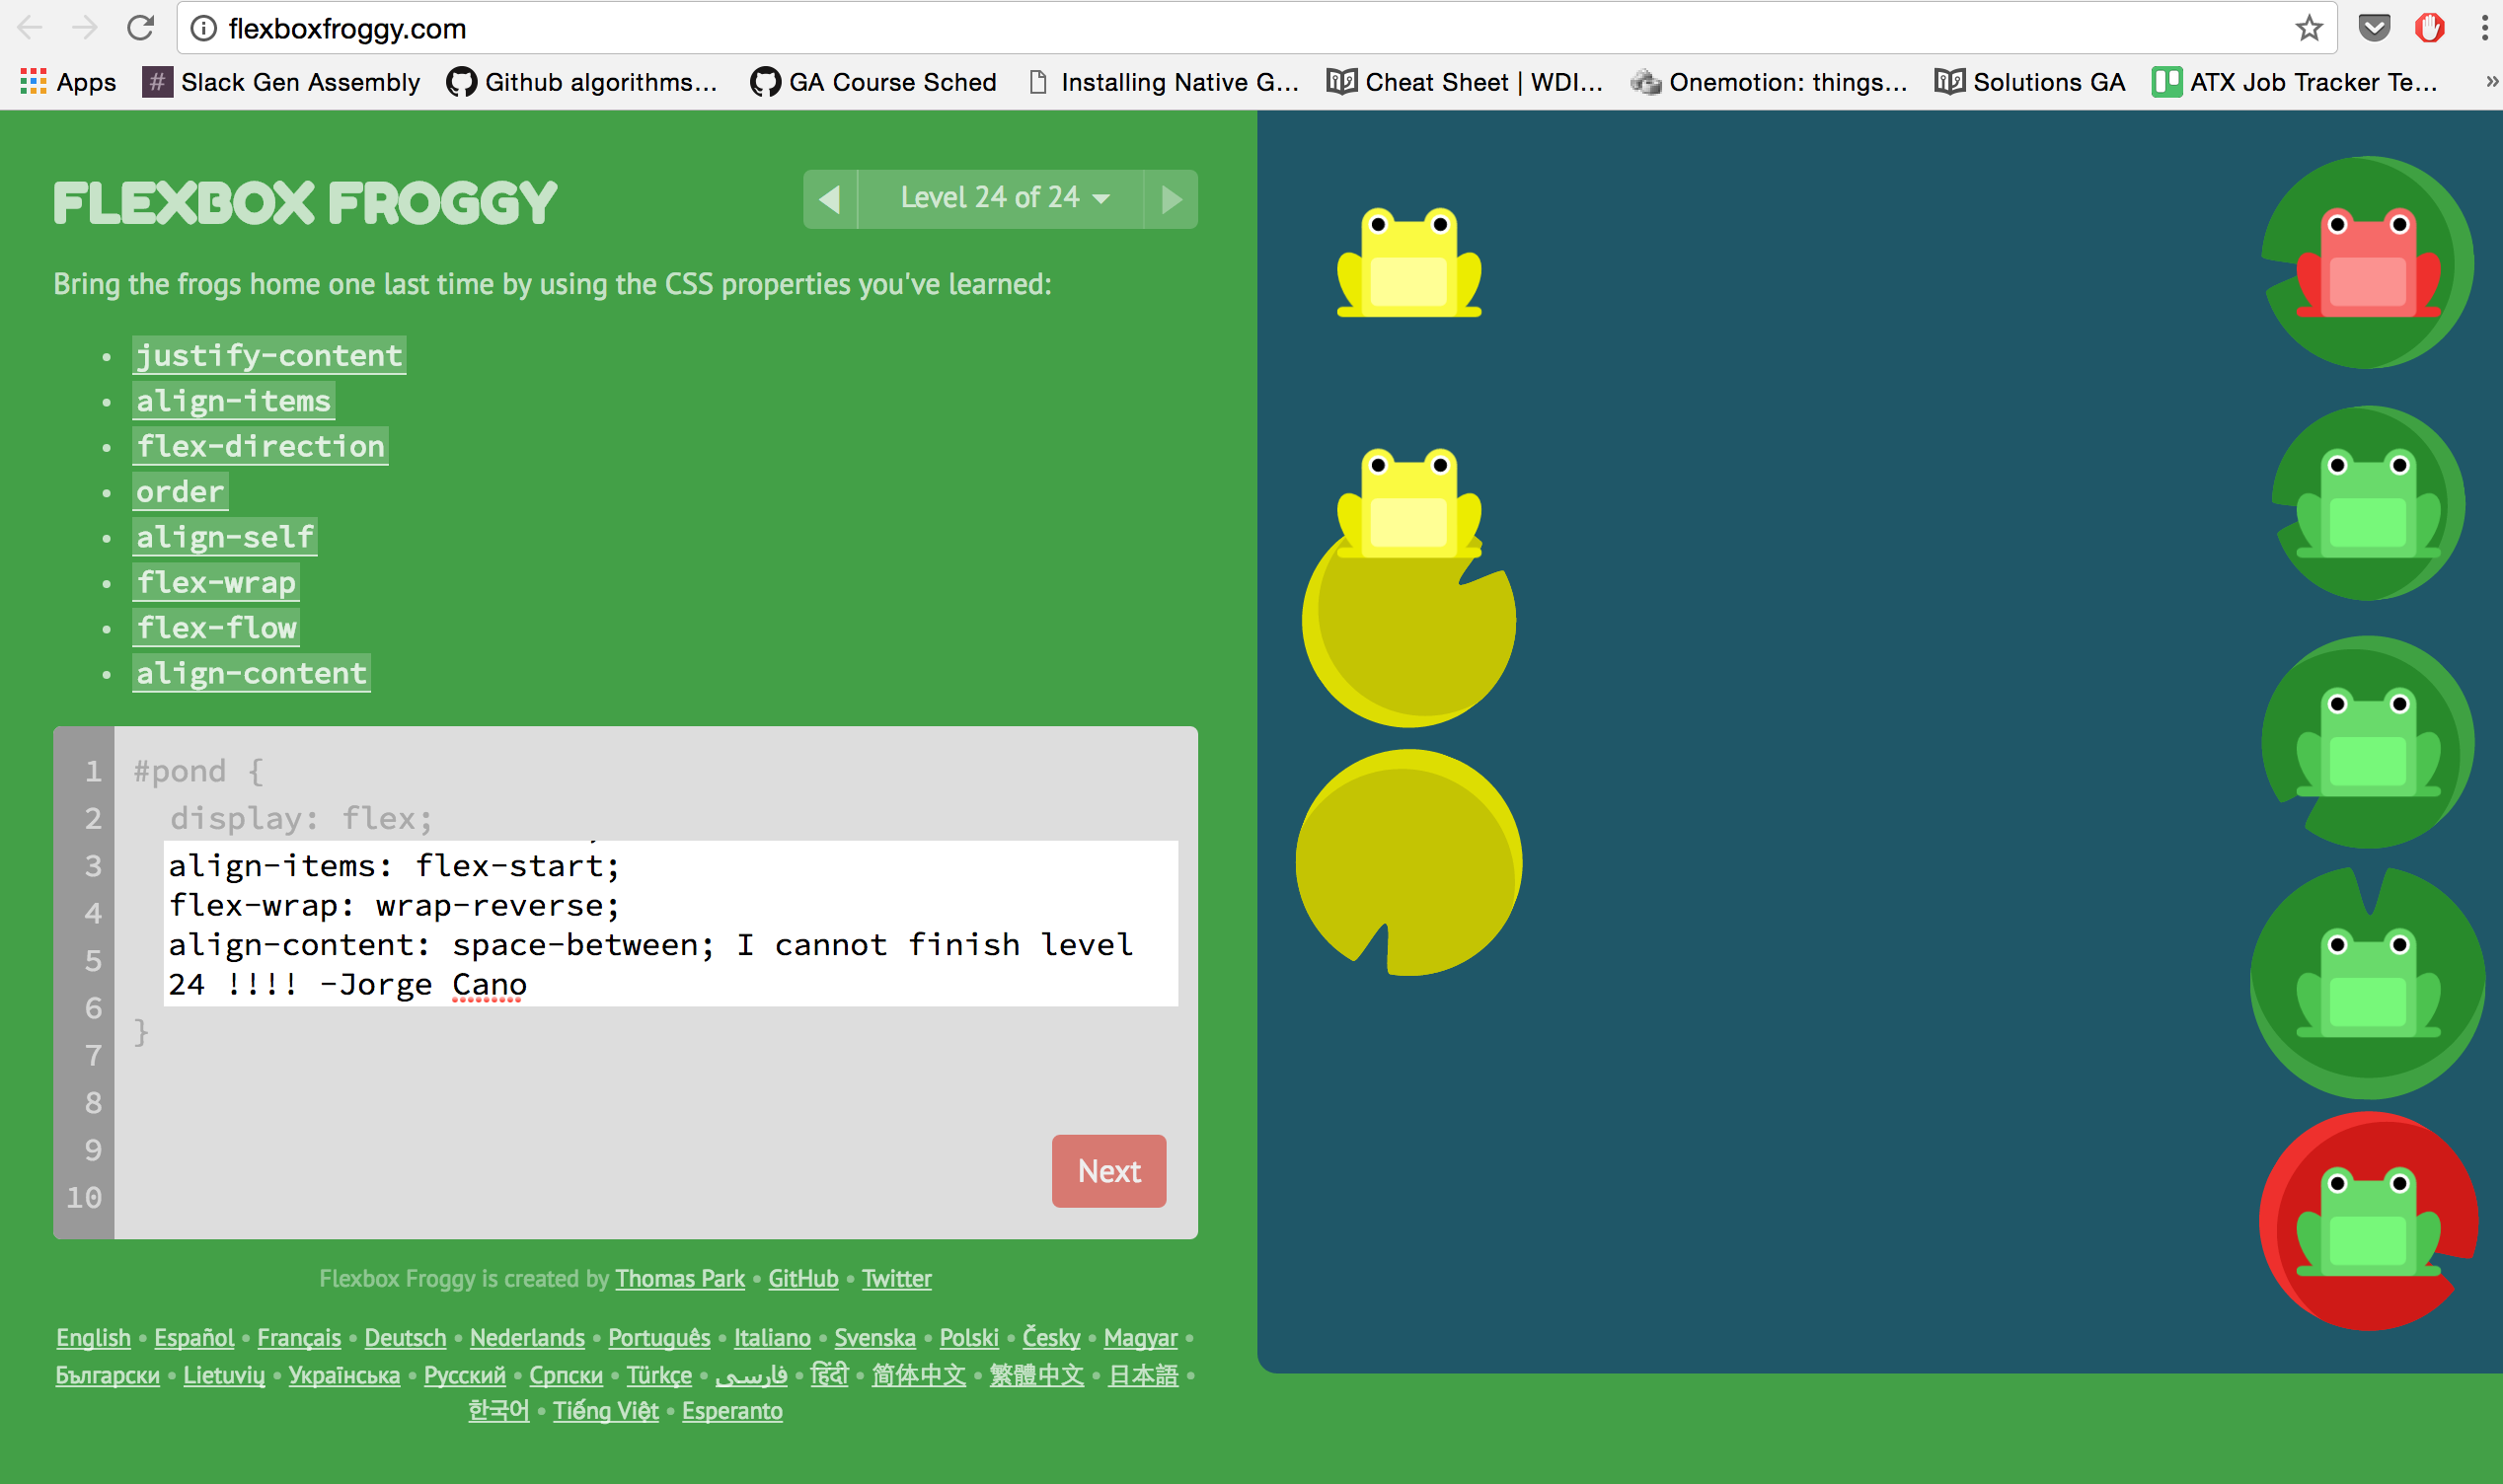 flexboxfroggy.com
Apps # Slack Gen Assembly Github algorithms... GA Course Sched Installing Native G... Cheat Sheet | WDI... Onemotion: things... Solutions GA ATX Job Tracker Te... »
FLEXBOX FROGGY
Level 24 of 24
Bring the frogs home one last time by using the CSS properties you've learned:
• justify-content
• align-items
• flex-direction
• order
• align-self
• flex-wrap
• flex-flow
• align-content
1 #pond {
2 display: flex;
3 align-items: flex-start;
4 flex-wrap: wrap-reverse;
5 align-content: space-between; I cannot finish level
6 24 !!!! -Jorge Cano
7 }
8
9
10
Next
Flexbox Froggy is created by Thomas Park • GitHub • Twitter
English • Español • Français • Deutsch • Nederlands • Português • Italiano • Svenska • Polski • Česky • Magyar •
Български • Lietuvių • Українська • Русский • Српски • Türkçe • فارسی • हिंदी • 简体中文 • 繁體中文 • 日本語 •
한국어 • Tiếng Việt • Esperanto